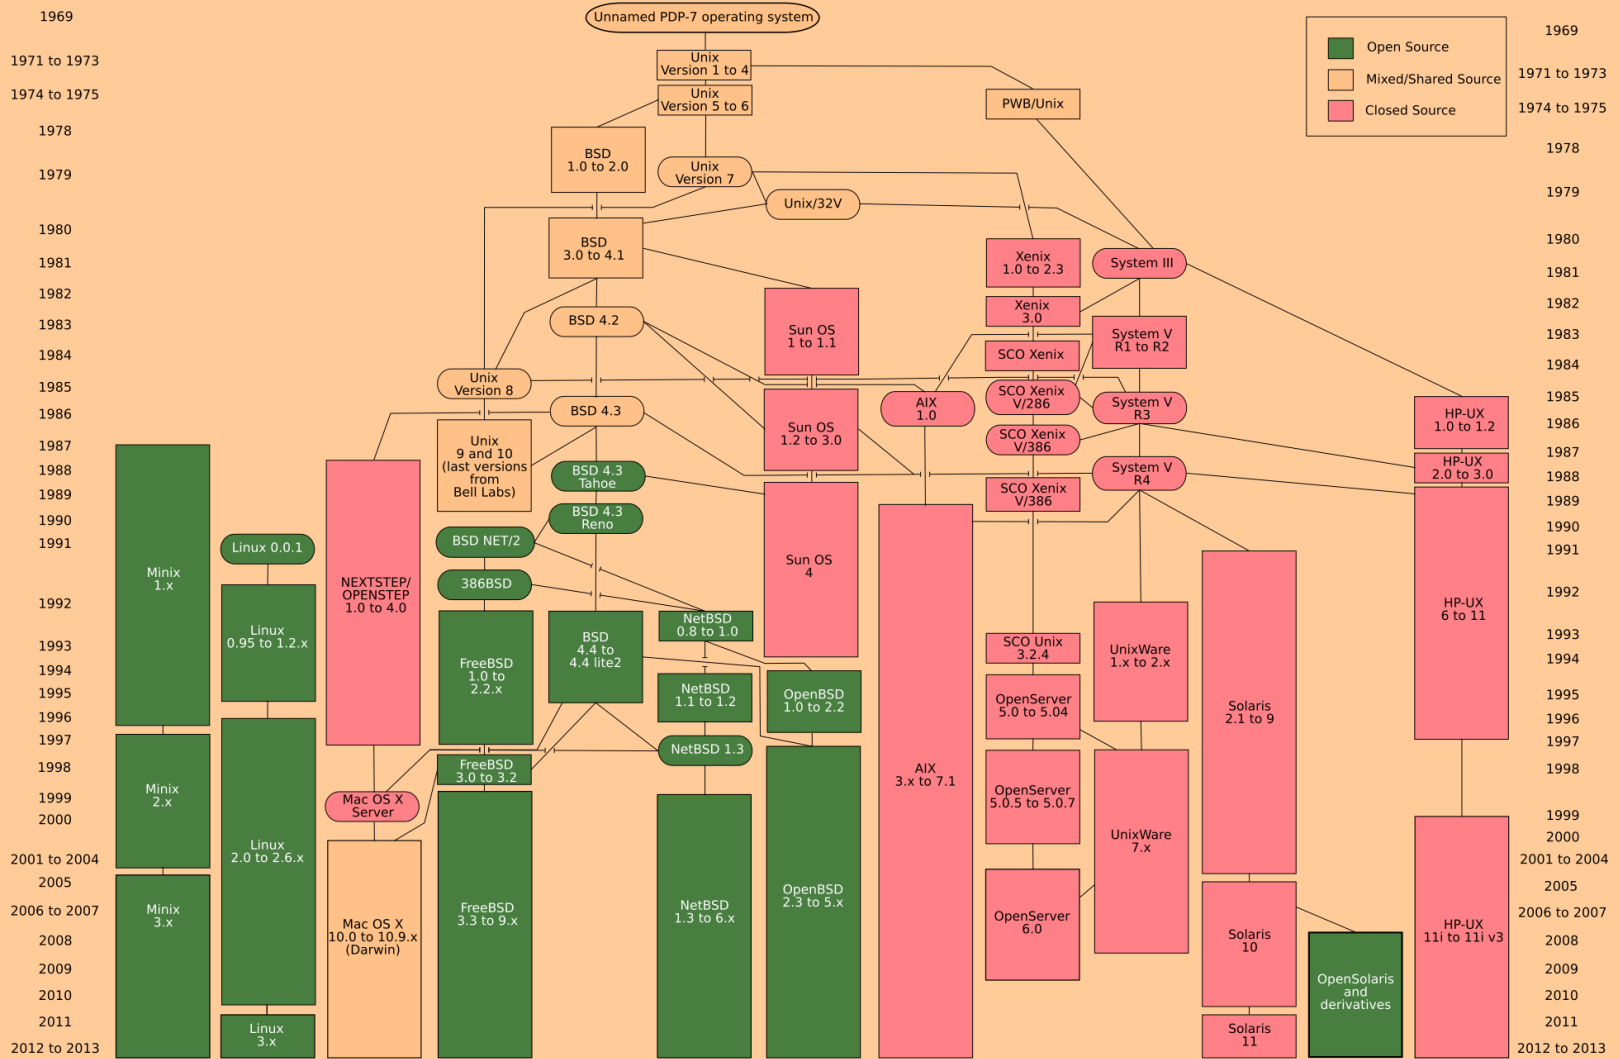 1969
1971 to 1973
1974 to 1975
1978
1979
1980
1981
1982
1983
1984
1985
1986
1987
1988
1989
1990
1991
1992
1993
1994
1995
1996
1997
1998
1999
2000
2001 to 2004
2005
2006 to 2007
2008
2009
2010
2011
2012 to 2013
Unnamed PDP-7 operating system
Unix
Version 1 to 4
Unix
Version 5 to 6
PWB/Unix
BSD
1.0 to 2.0
Unix
Version 7
Unix/32V
BSD
3.0 to 4.1
Xenix
1.0 to 2.3
System III
Xenix
3.0
BSD 4.2
Sun OS
1 to 1.1
System V
R1 to R2
SCO Xenix
Unix
Version 8
SCO Xenix
V/286
BSD 4.3
AIX
1.0
System V
R3
HP-UX
1.0 to 1.2
Sun OS
1.2 to 3.0
SCO Xenix
V/386
Unix
9 and 10
(last versions
from
Bell Labs)
BSD 4.3
Tahoe
System V
R4
HP-UX
2.0 to 3.0
SCO Xenix
V/386
BSD 4.3
Reno
BSD NET/2
Linux 0.0.1
Minix
1.x
NEXTSTEP/
OPENSTEP
1.0 to 4.0
386BSD
Sun OS
4
HP-UX
6 to 11
Linux
0.95 to 1.2.x
FreeBSD
1.0 to
2.2.x
BSD
4.4 to
4.4 lite2
NetBSD
0.8 to 1.0
SCO Unix
3.2.4
UnixWare
1.x to 2.x
NetBSD
1.1 to 1.2
OpenBSD
1.0 to 2.2
OpenServer
5.0 to 5.04
Solaris
2.1 to 9
NetBSD 1.3
FreeBSD
3.0 to 3.2
AIX
3.x to 7.1
Minix
2.x
Mac OS X
Server
OpenServer
5.0.5 to 5.0.7
Linux
2.0 to 2.6.x
UnixWare
7.x
Minix
3.x
Mac OS X
10.0 to 10.9.x
(Darwin)
FreeBSD
3.3 to 9.x
NetBSD
1.3 to 6.x
OpenBSD
2.3 to 5.x
OpenServer
6.0
Solaris
10
HP-UX
11i to 11i v3
OpenSolaris
and
derivatives
Linux
3.x
Solaris
11
Open Source
Mixed/Shared Source
Closed Source
1969
1971 to 1973
1974 to 1975
1978
1979
1980
1981
1982
1983
1984
1985
1986
1987
1988
1989
1990
1991
1992
1993
1994
1995
1996
1997
1998
1999
2000
2001 to 2004
2005
2006 to 2007
2008
2009
2010
2011
2012 to 2013